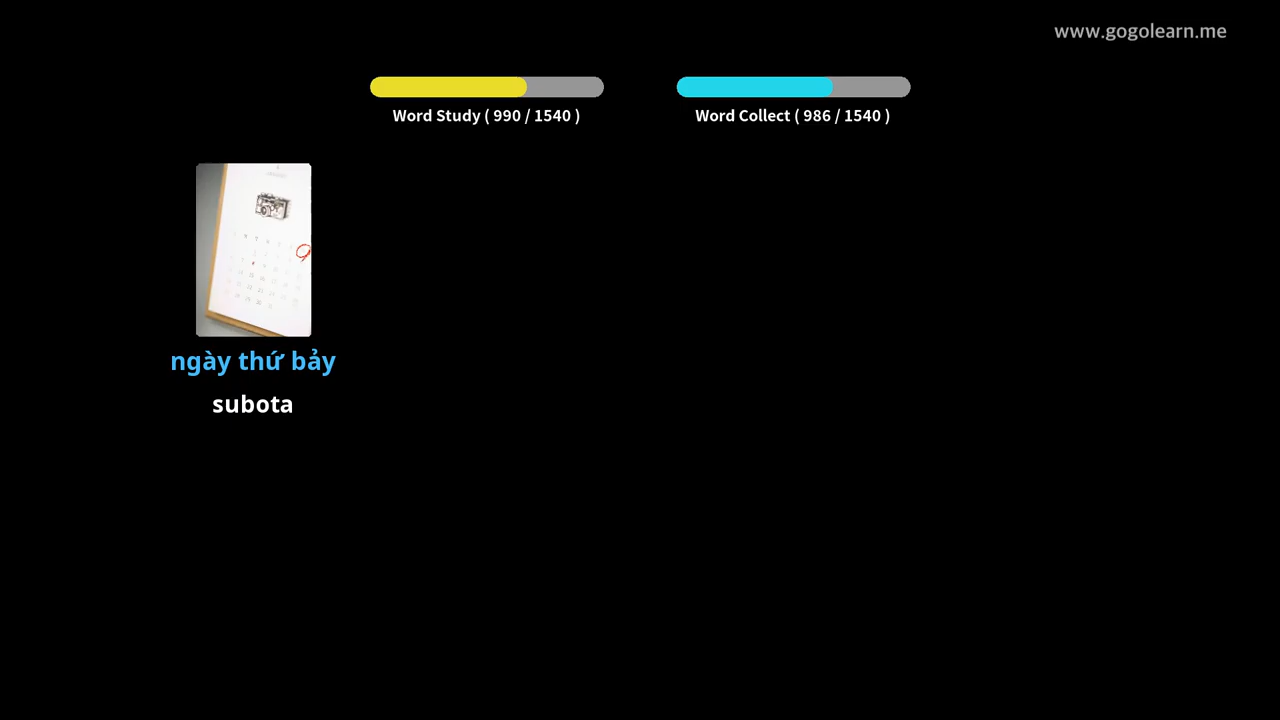 www.gogolearn.me
Word Study ( 990 / 1540 )
Word Collect ( 986 / 1540 )
ngày thứ bảy
subota